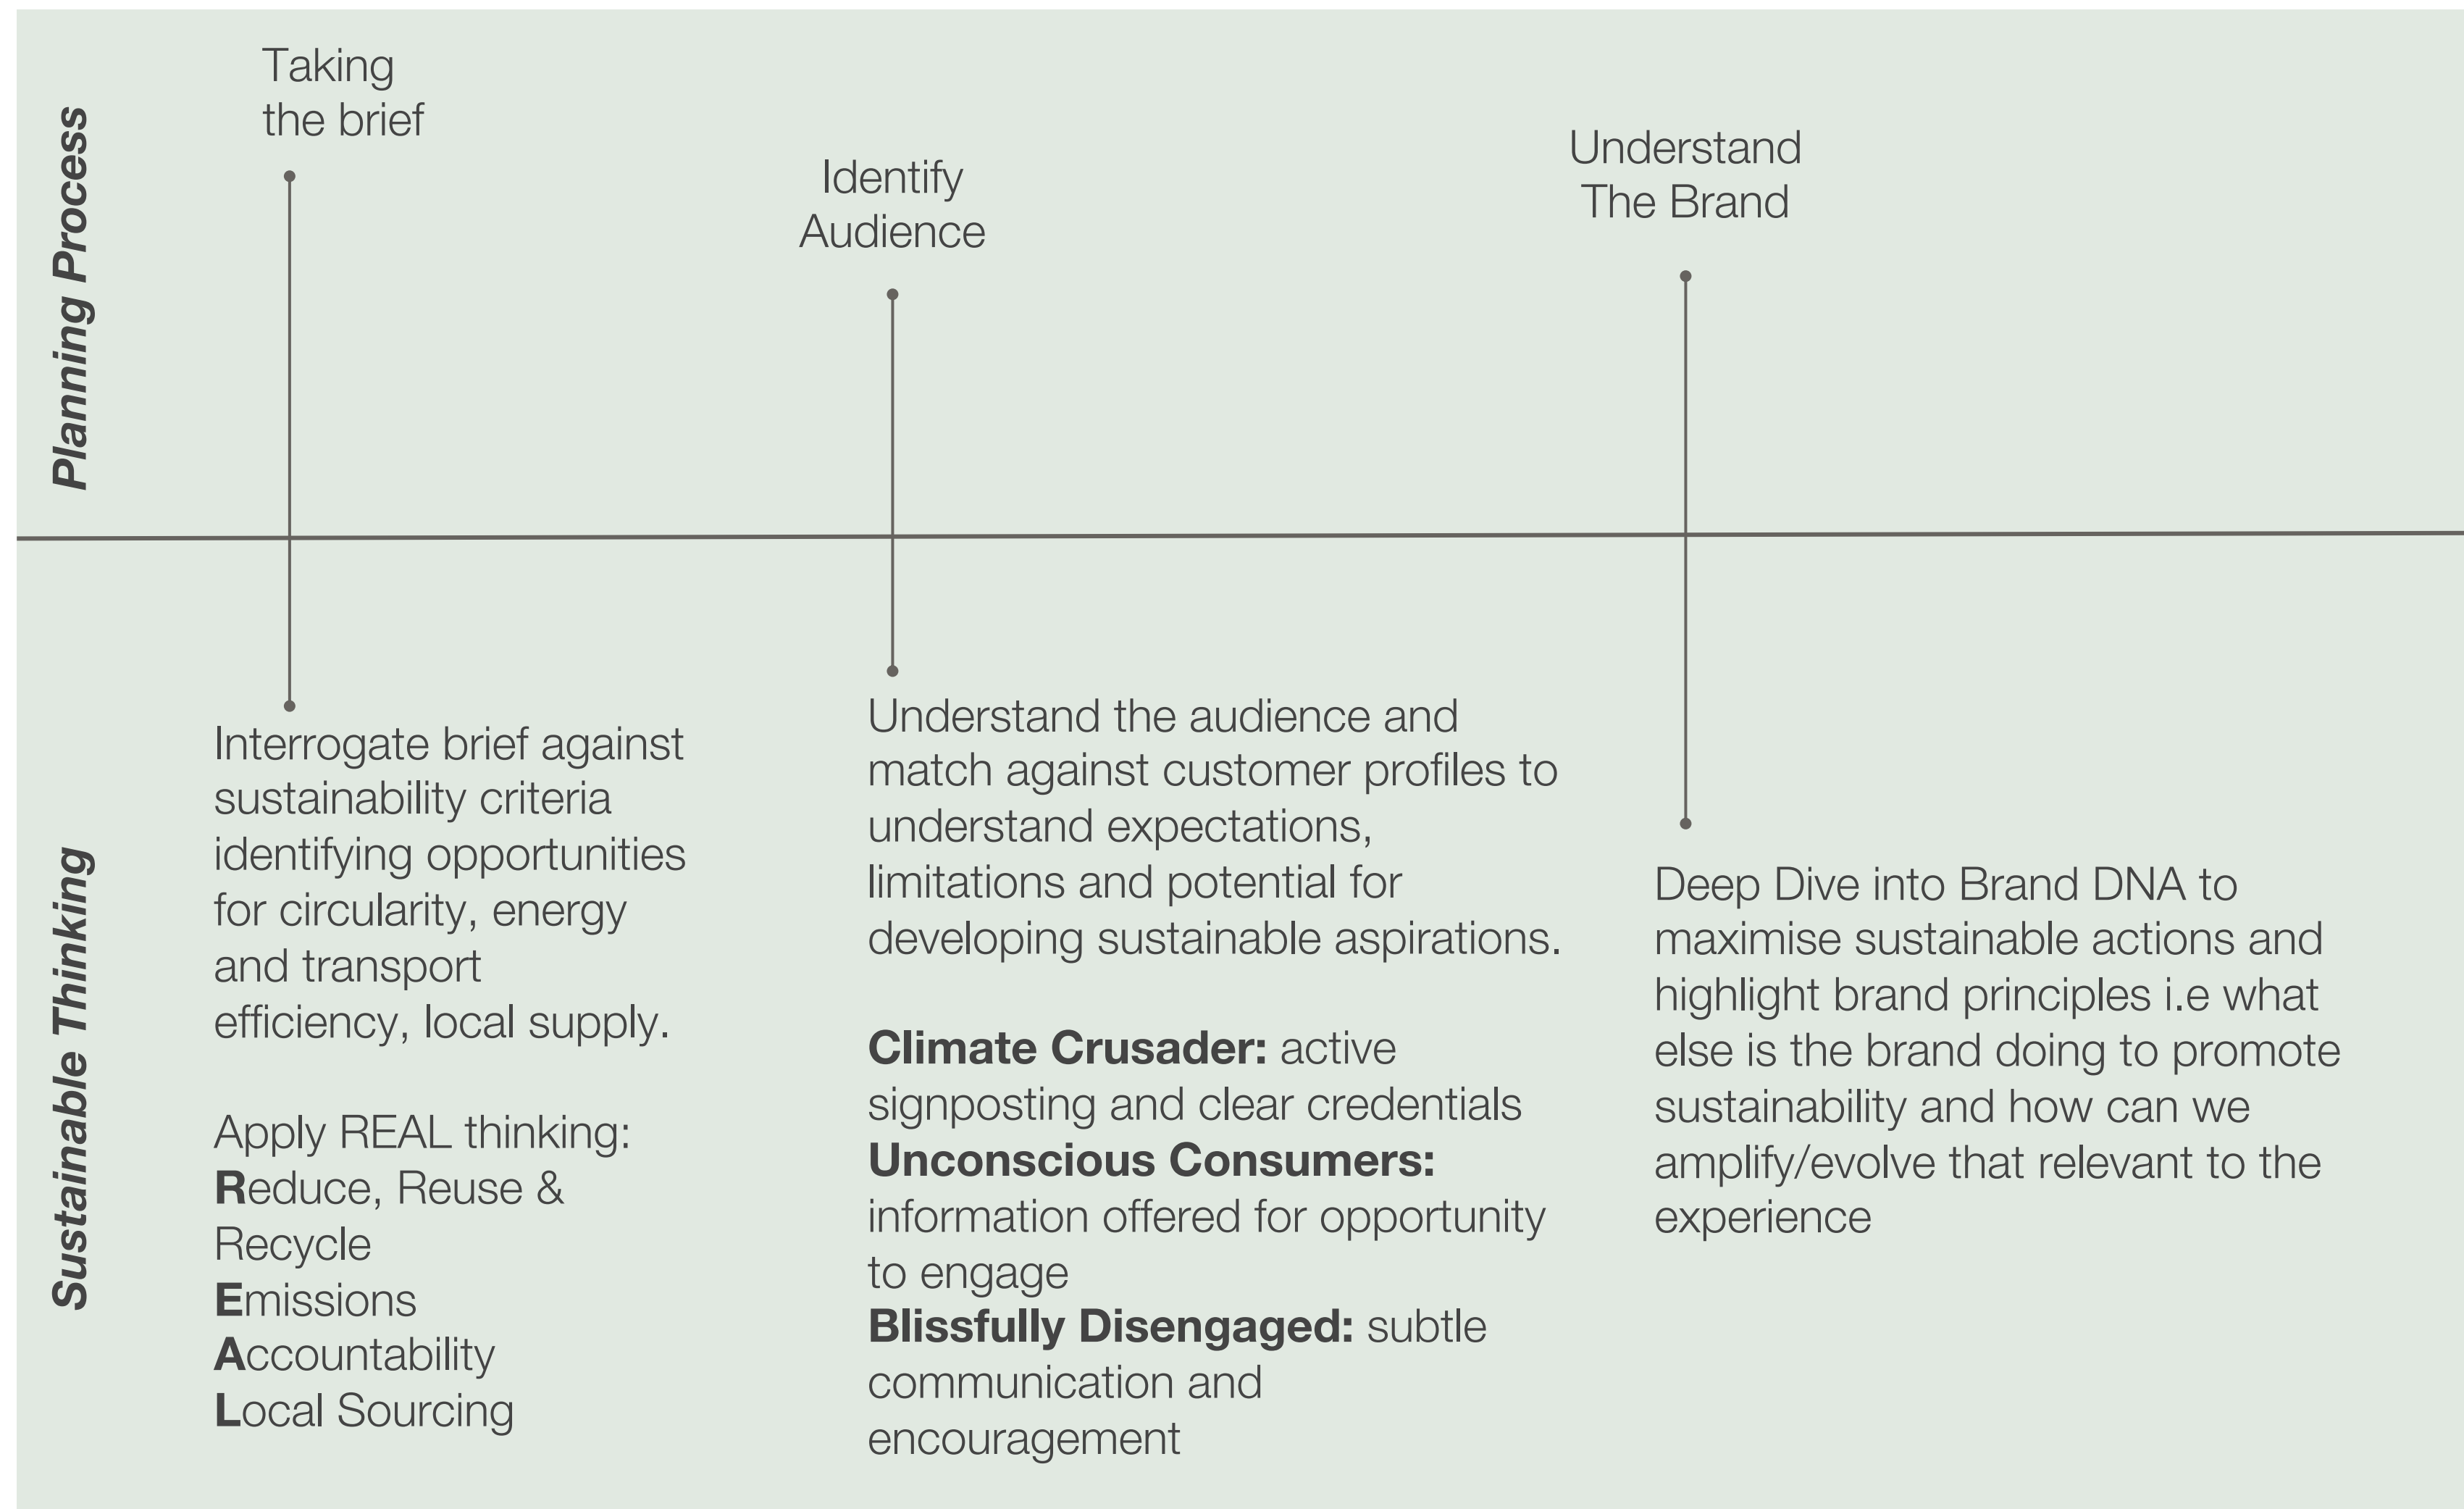 Planning Process
Taking
the brief
Identify
Audience
Understand
The Brand
Sustainable Thinking
Interrogate brief against
sustainability criteria
identifying opportunities
for circularity, energy
and transport
efficiency, local supply.
Apply REAL thinking:
Reduce, Reuse &
Recycle
Emissions
Accountability
Local Sourcing
Understand the audience and
match against customer profiles to
understand expectations,
limitations and potential for
developing sustainable aspirations.
Climate Crusader: active
signposting and clear credentials
Unconscious Consumers:
information offered for opportunity
to engage
Blissfully Disengaged: subtle
communication and
encouragement
Deep Dive into Brand DNA to
maximise sustainable actions and
highlight brand principles i.e what
else is the brand doing to promote
sustainability and how can we
amplify/evolve that relevant to the
experience